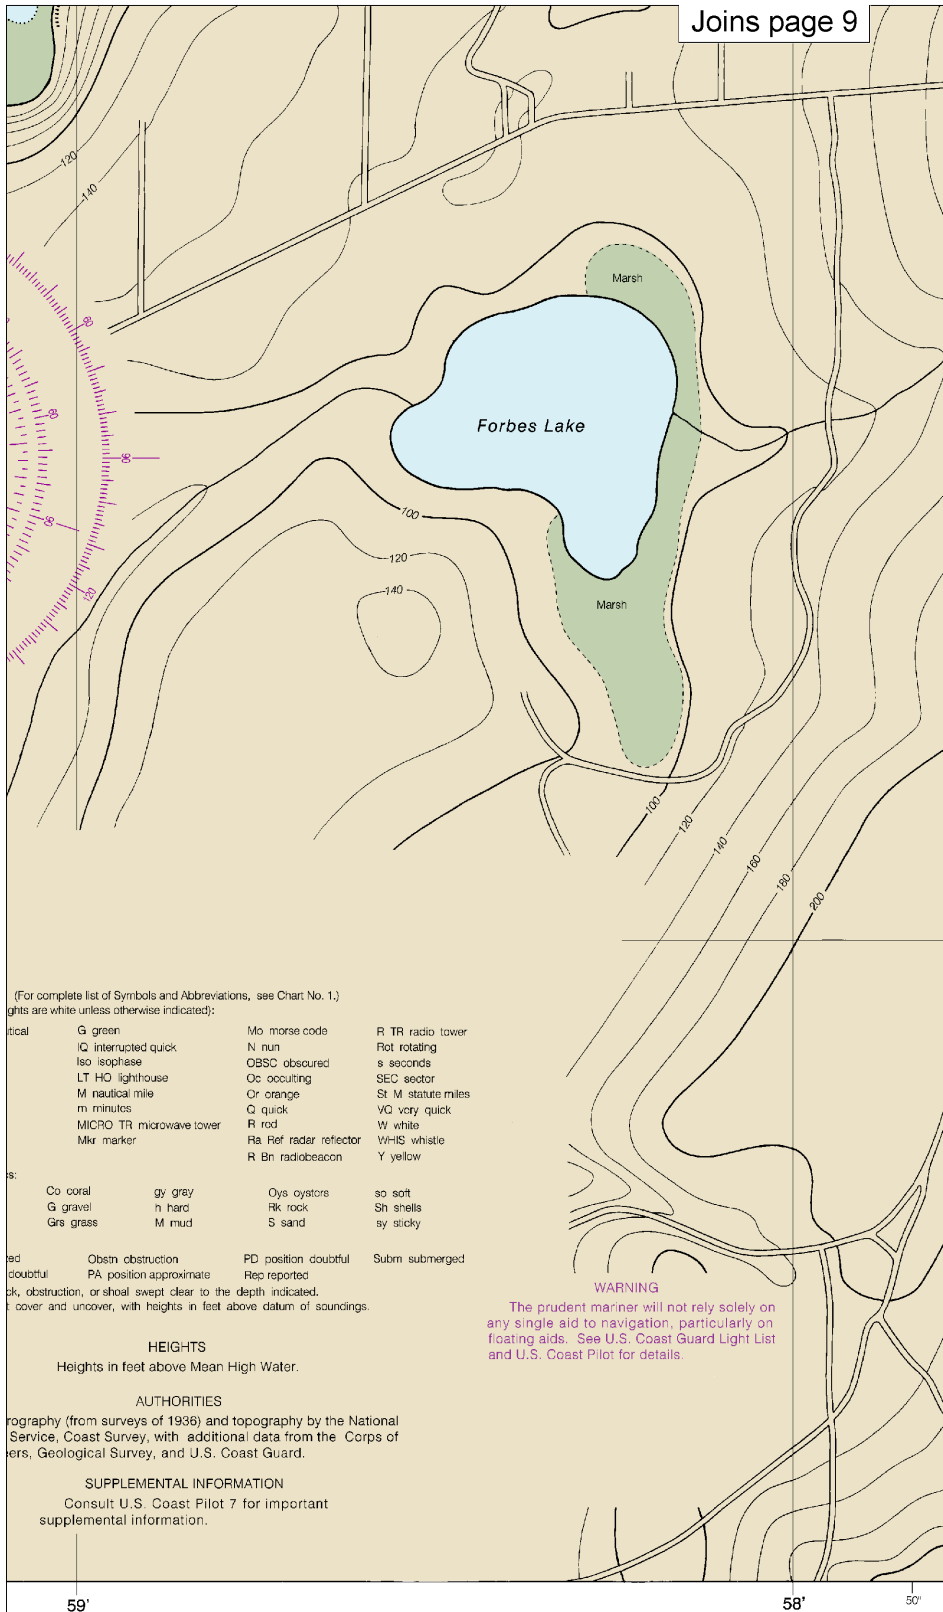 Joins page 9
120
140
Marsh
60
60
Forbes Lake
90
90
100
120
120
140
Marsh
100
120
140
160
180
200
(For complete list of Symbols and Abbreviations, see Chart No. 1.)
ghts are white unless otherwise indicated):
tical G green Mo morse code R TR radio tower
IQ interrupted quick N nun Rot rotating
Iso isophase OBSC obscured s seconds
LT HO lighthouse Oc occulting SEC sector
M nautical mile Or orange St M statute miles
m minutes Q quick VQ very quick
MICRO TR microwave tower R red W white
Mkr marker Ra Ref radar reflector WHIS whistle
R Bn radiobeacon Y yellow
s:
Co coral gy gray Oys oysters so soft
G gravel h hard Rk rock Sh shells
Grs grass M mud S sand sy sticky
ed Obstn obstruction PD position doubtful Subm submerged
doubtful PA position approximate Rep reported
ck, obstruction, or shoal swept clear to the depth indicated.
t cover and uncover, with heights in feet above datum of soundings.
WARNING
The prudent mariner will not rely solely on
any single aid to navigation, particularly on
floating aids. See U.S. Coast Guard Light List
and U.S. Coast Pilot for details.
HEIGHTS
Heights in feet above Mean High Water.
AUTHORITIES
rography (from surveys of 1936) and topography by the National
Service, Coast Survey, with additional data from the Corps of
ers, Geological Survey, and U.S. Coast Guard.
SUPPLEMENTAL INFORMATION
Consult U.S. Coast Pilot 7 for important
supplemental information.
59' 58' 50"